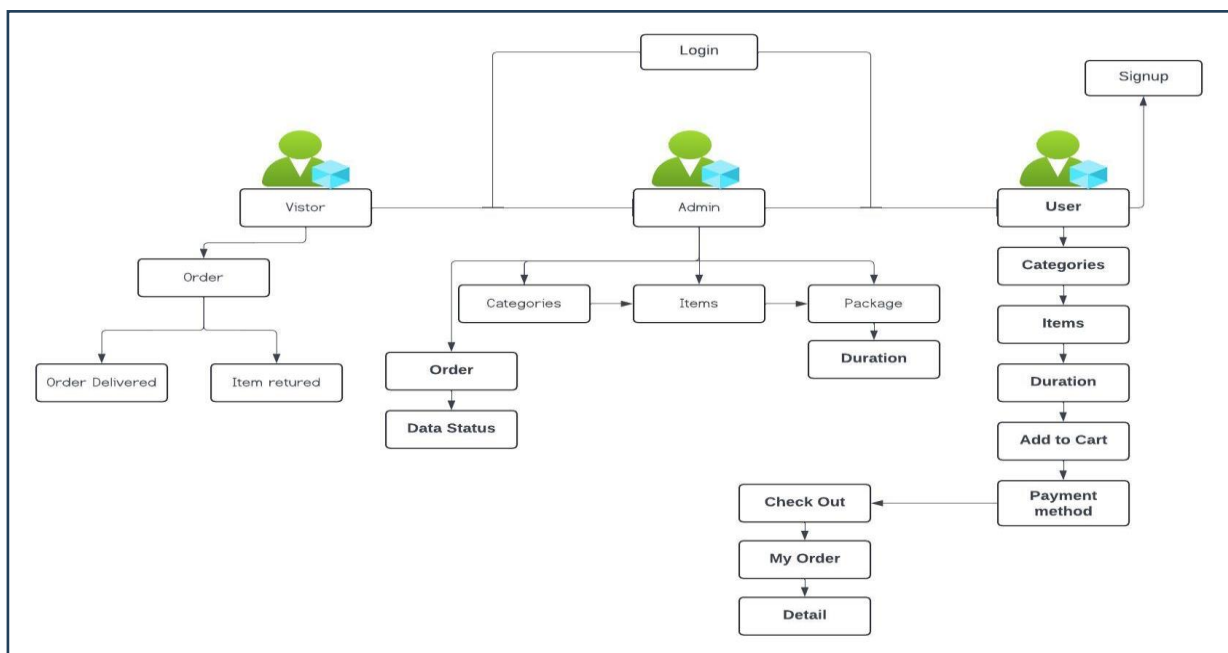 Login
Signup
Vistor
Admin
User
Order
Categories
Categories
Items
Package
Items
Order Delivered
Item retured
Order
Duration
Duration
Data Status
Add to Cart
Check Out
Payment
method
My Order
Detail